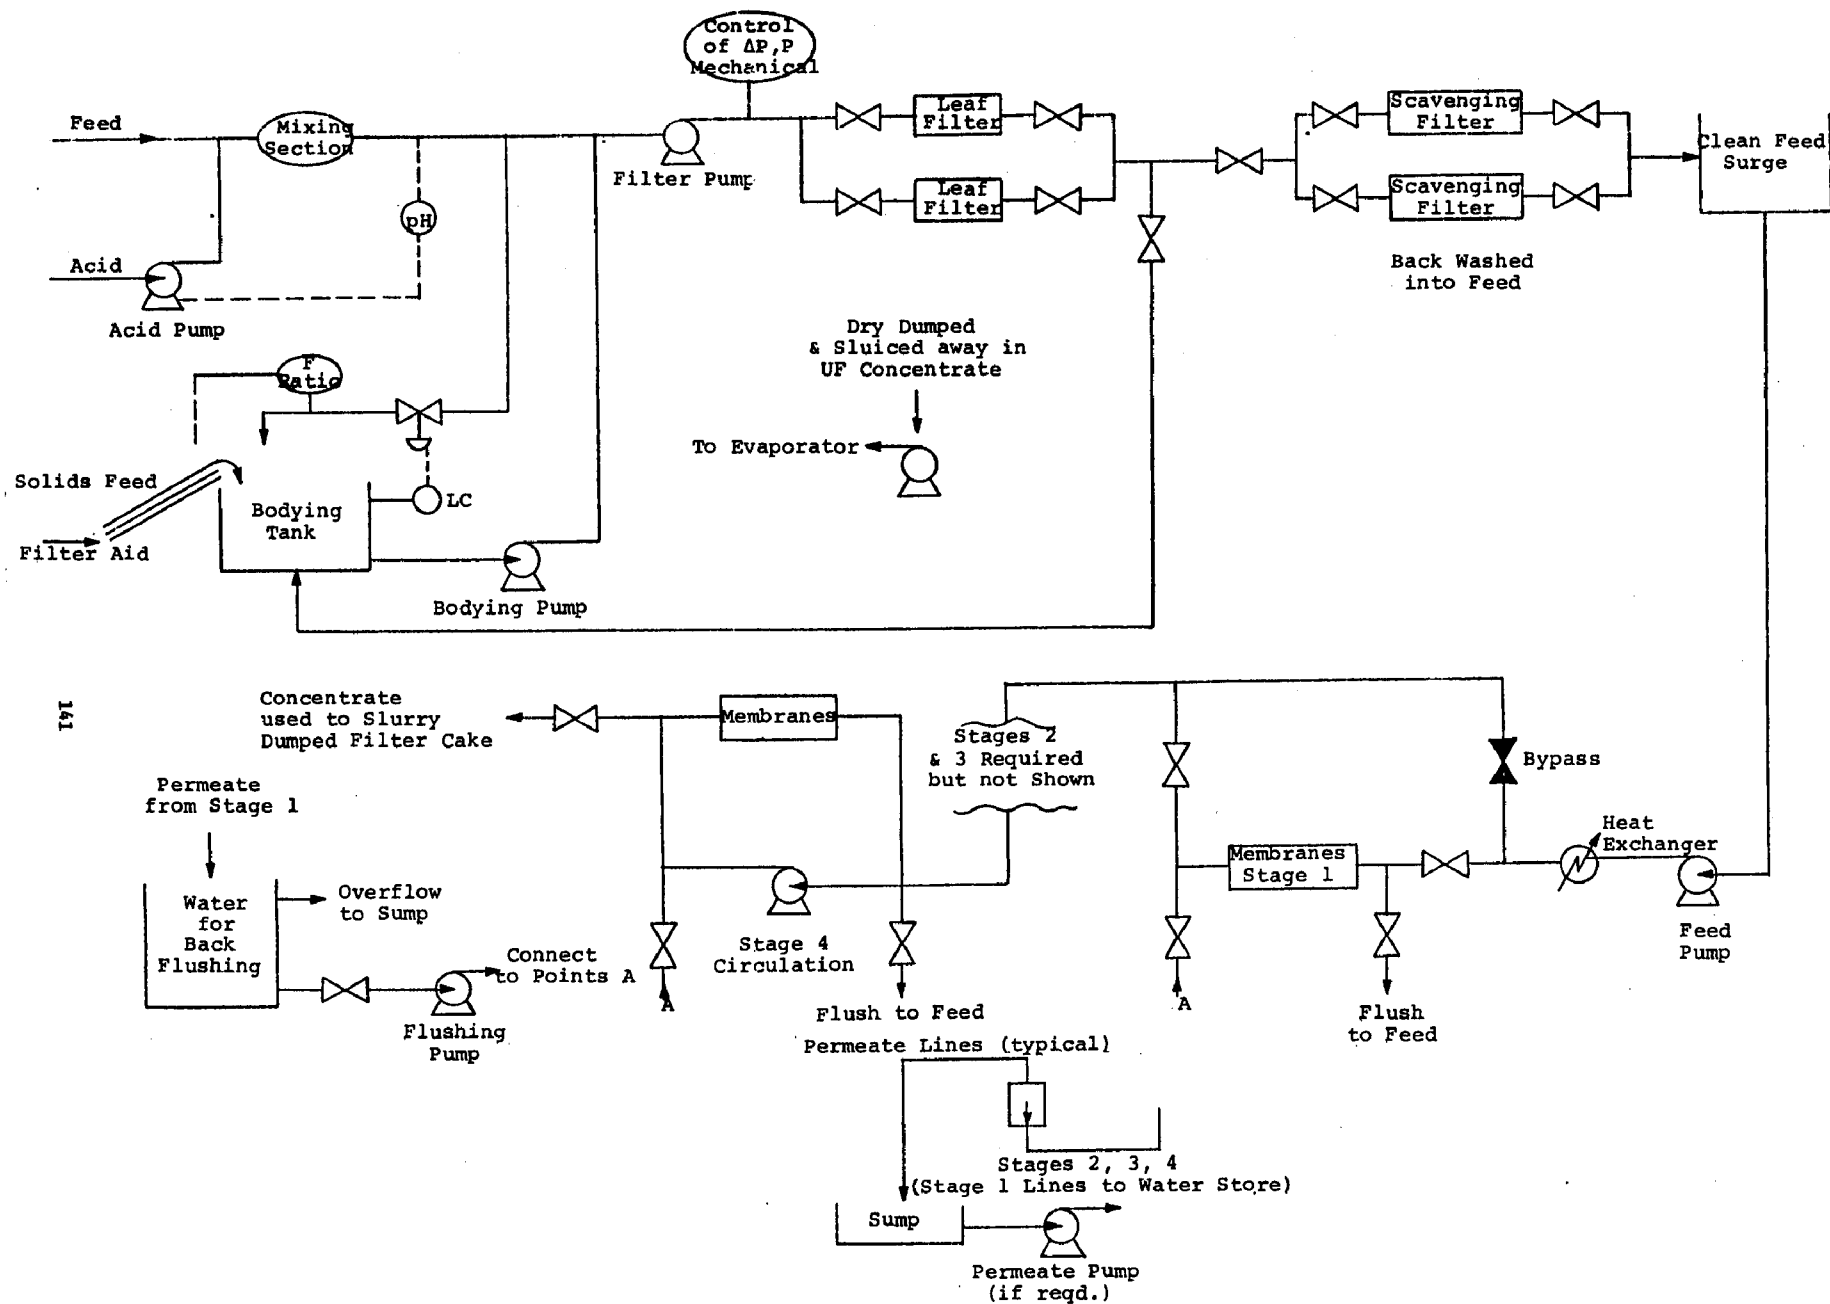 Control
of ΔP,P
Mechanical
Feed
Mixing
Section
Filter Pump
Leaf
Filter
Leaf
Filter
Scavenging
Filter
Scavenging
Filter
Clean Feed
Surge
pH
Acid
Acid Pump
Back Washed
into Feed
Dry Dumped
& Sluiced away in
UF Concentrate
To Evaporator
F
Ratio
Solids Feed
Filter Aid
Bodying
Tank
LC
Bodying Pump
141
Concentrate
used to Slurry
Dumped Filter Cake
Membranes
Stages 2
& 3 Required
but not Shown
Bypass
Permeate
from Stage 1
Heat
Exchanger
Membranes
Stage 1
Water
for
Back
Flushing
Overflow
to Sump
Connect
to Points A
Flushing
Pump
Stage 4
Circulation
Feed
Pump
A
Flush to Feed
A
Flush
to Feed
Permeate Lines (typical)
Stages 2, 3, 4
(Stage 1 Lines to Water Store)
Sump
Permeate Pump
(if reqd.)